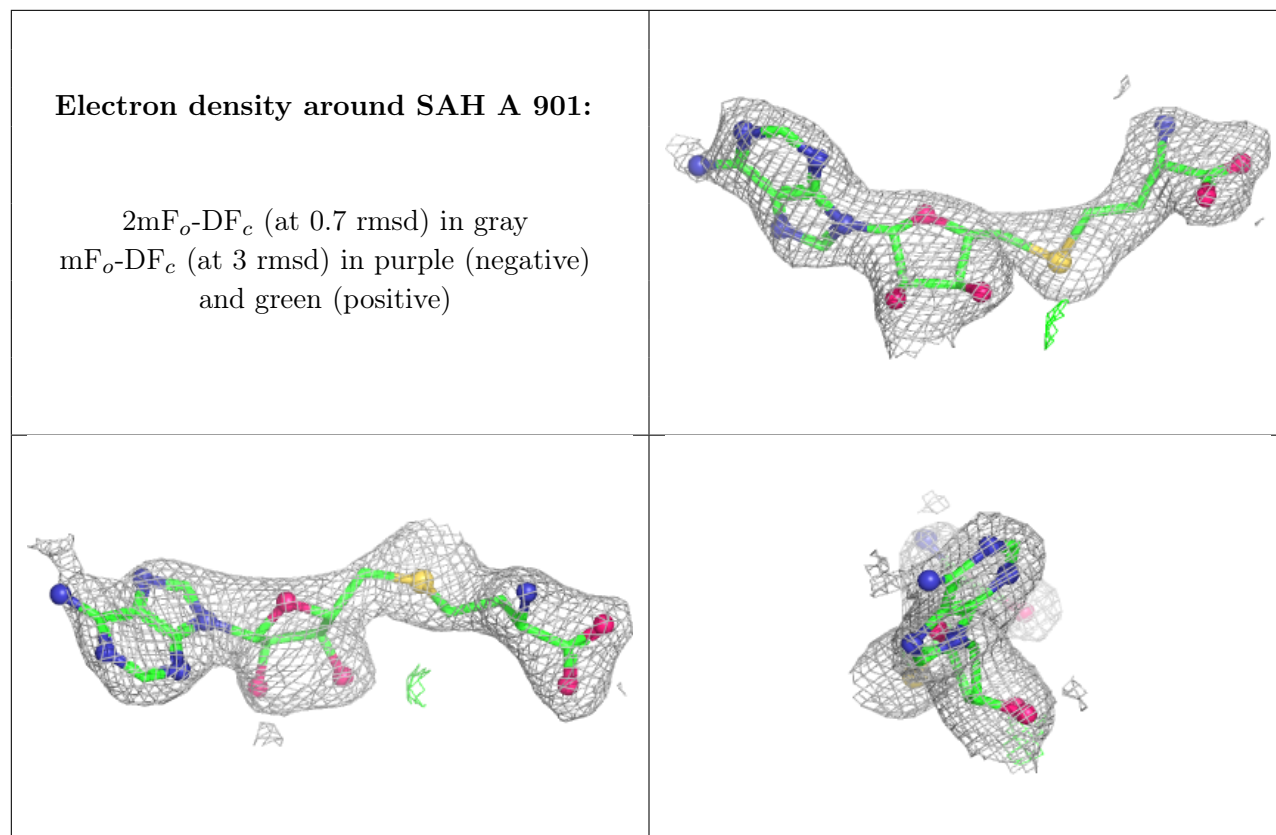 Electron density around SAH A 901:
2mFo-DFc (at 0.7 rmsd) in gray
mFo-DFc (at 3 rmsd) in purple (negative)
and green (positive)